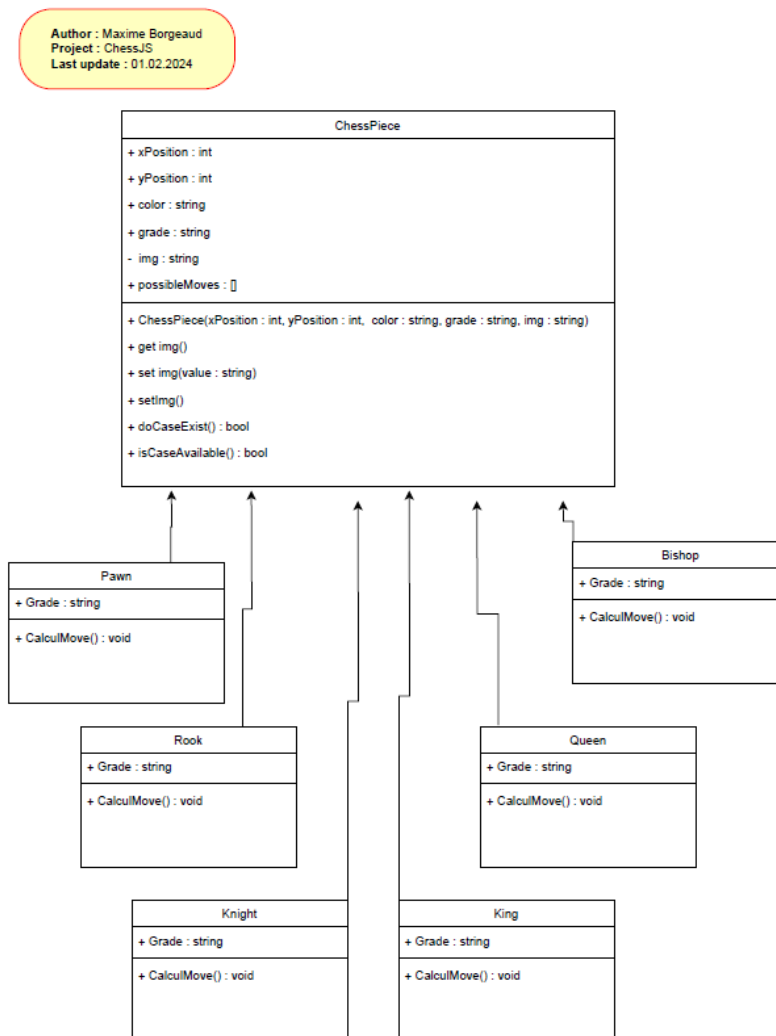 Author : Maxime Borgeaud
Project : ChessJS
Last update : 01.02.2024
ChessPiece
+ xPosition : int
+ yPosition : int
+ color : string
+ grade : string
- img : string
+ possibleMoves : []
+ ChessPiece(xPosition : int, yPosition : int, color : string, grade : string, img : string)
+ get img()
+ set img(value : string)
+ setImg()
+ doCaseExist() : bool
+ isCaseAvailable() : bool
Bishop
+ Grade : string
+ CalculMove() : void
Pawn
+ Grade : string
+ CalculMove() : void
Rook
+ Grade : string
+ CalculMove() : void
Queen
+ Grade : string
+ CalculMove() : void
Knight
+ Grade : string
+ CalculMove() : void
King
+ Grade : string
+ CalculMove() : void